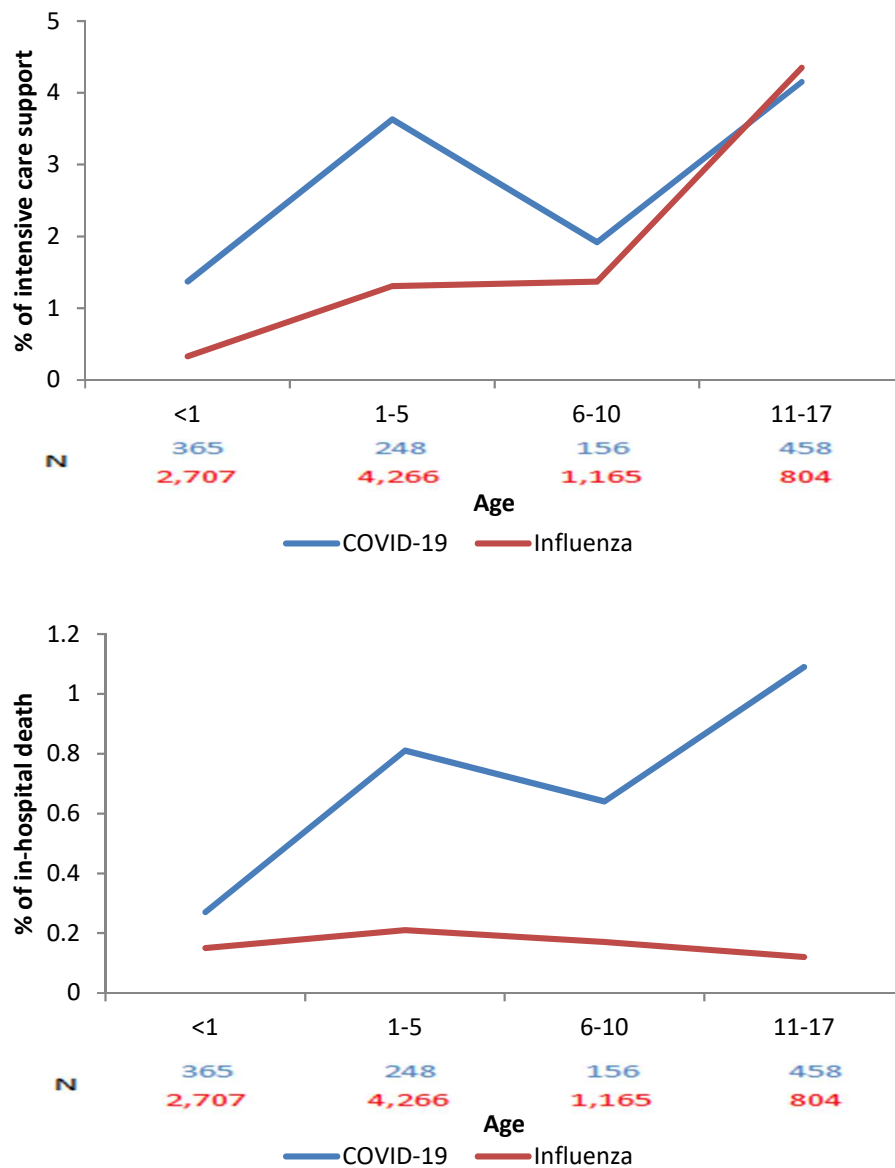 % of intensive care support
5
4
3
2
1
0
<1 1-5 6-10 11-17
N 365 248 156 458
2,707 4,266 1,165 804
Age
COVID-19 Influenza
% of in-hospital death
1.2
1
0.8
0.6
0.4
0.2
0
<1 1-5 6-10 11-17
N 365 248 156 458
2,707 4,266 1,165 804
Age
COVID-19 Influenza